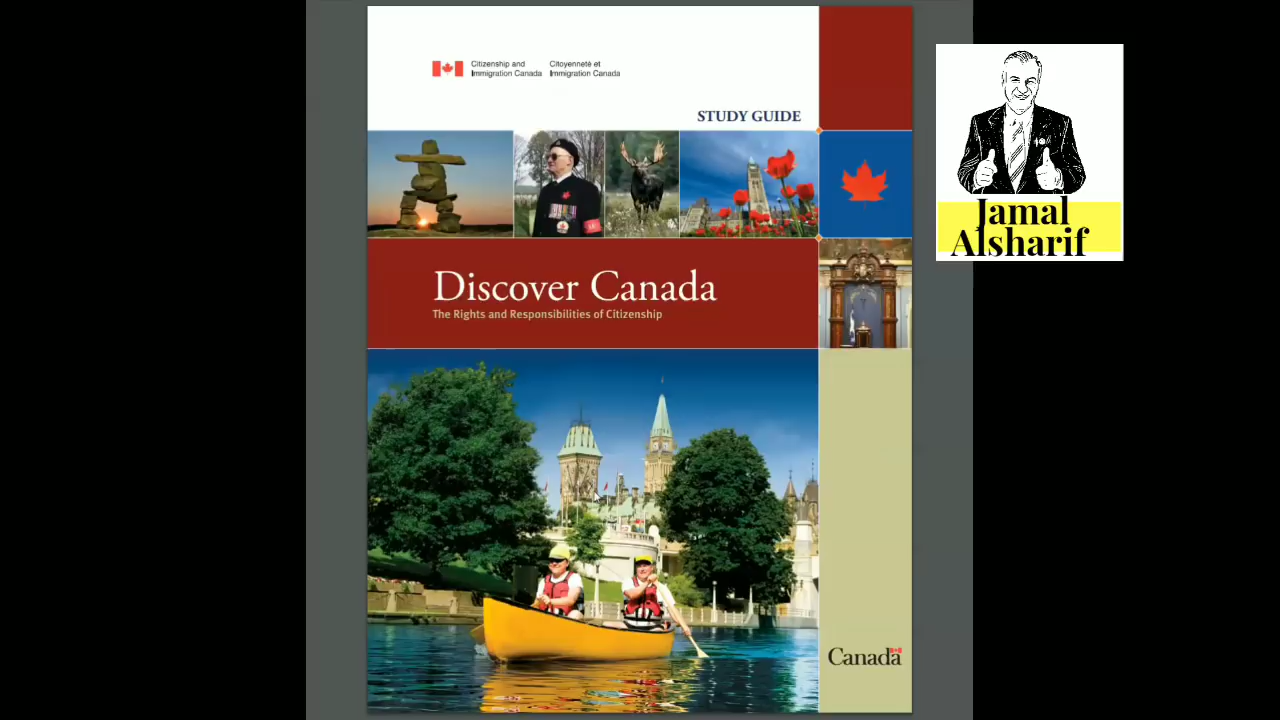 Citizenship and
Immigration Canada
Citoyenneté et
Immigration Canada
STUDY GUIDE
Discover Canada
The Rights and Responsibilities of Citizenship
Canada
Jamal
Alsharif